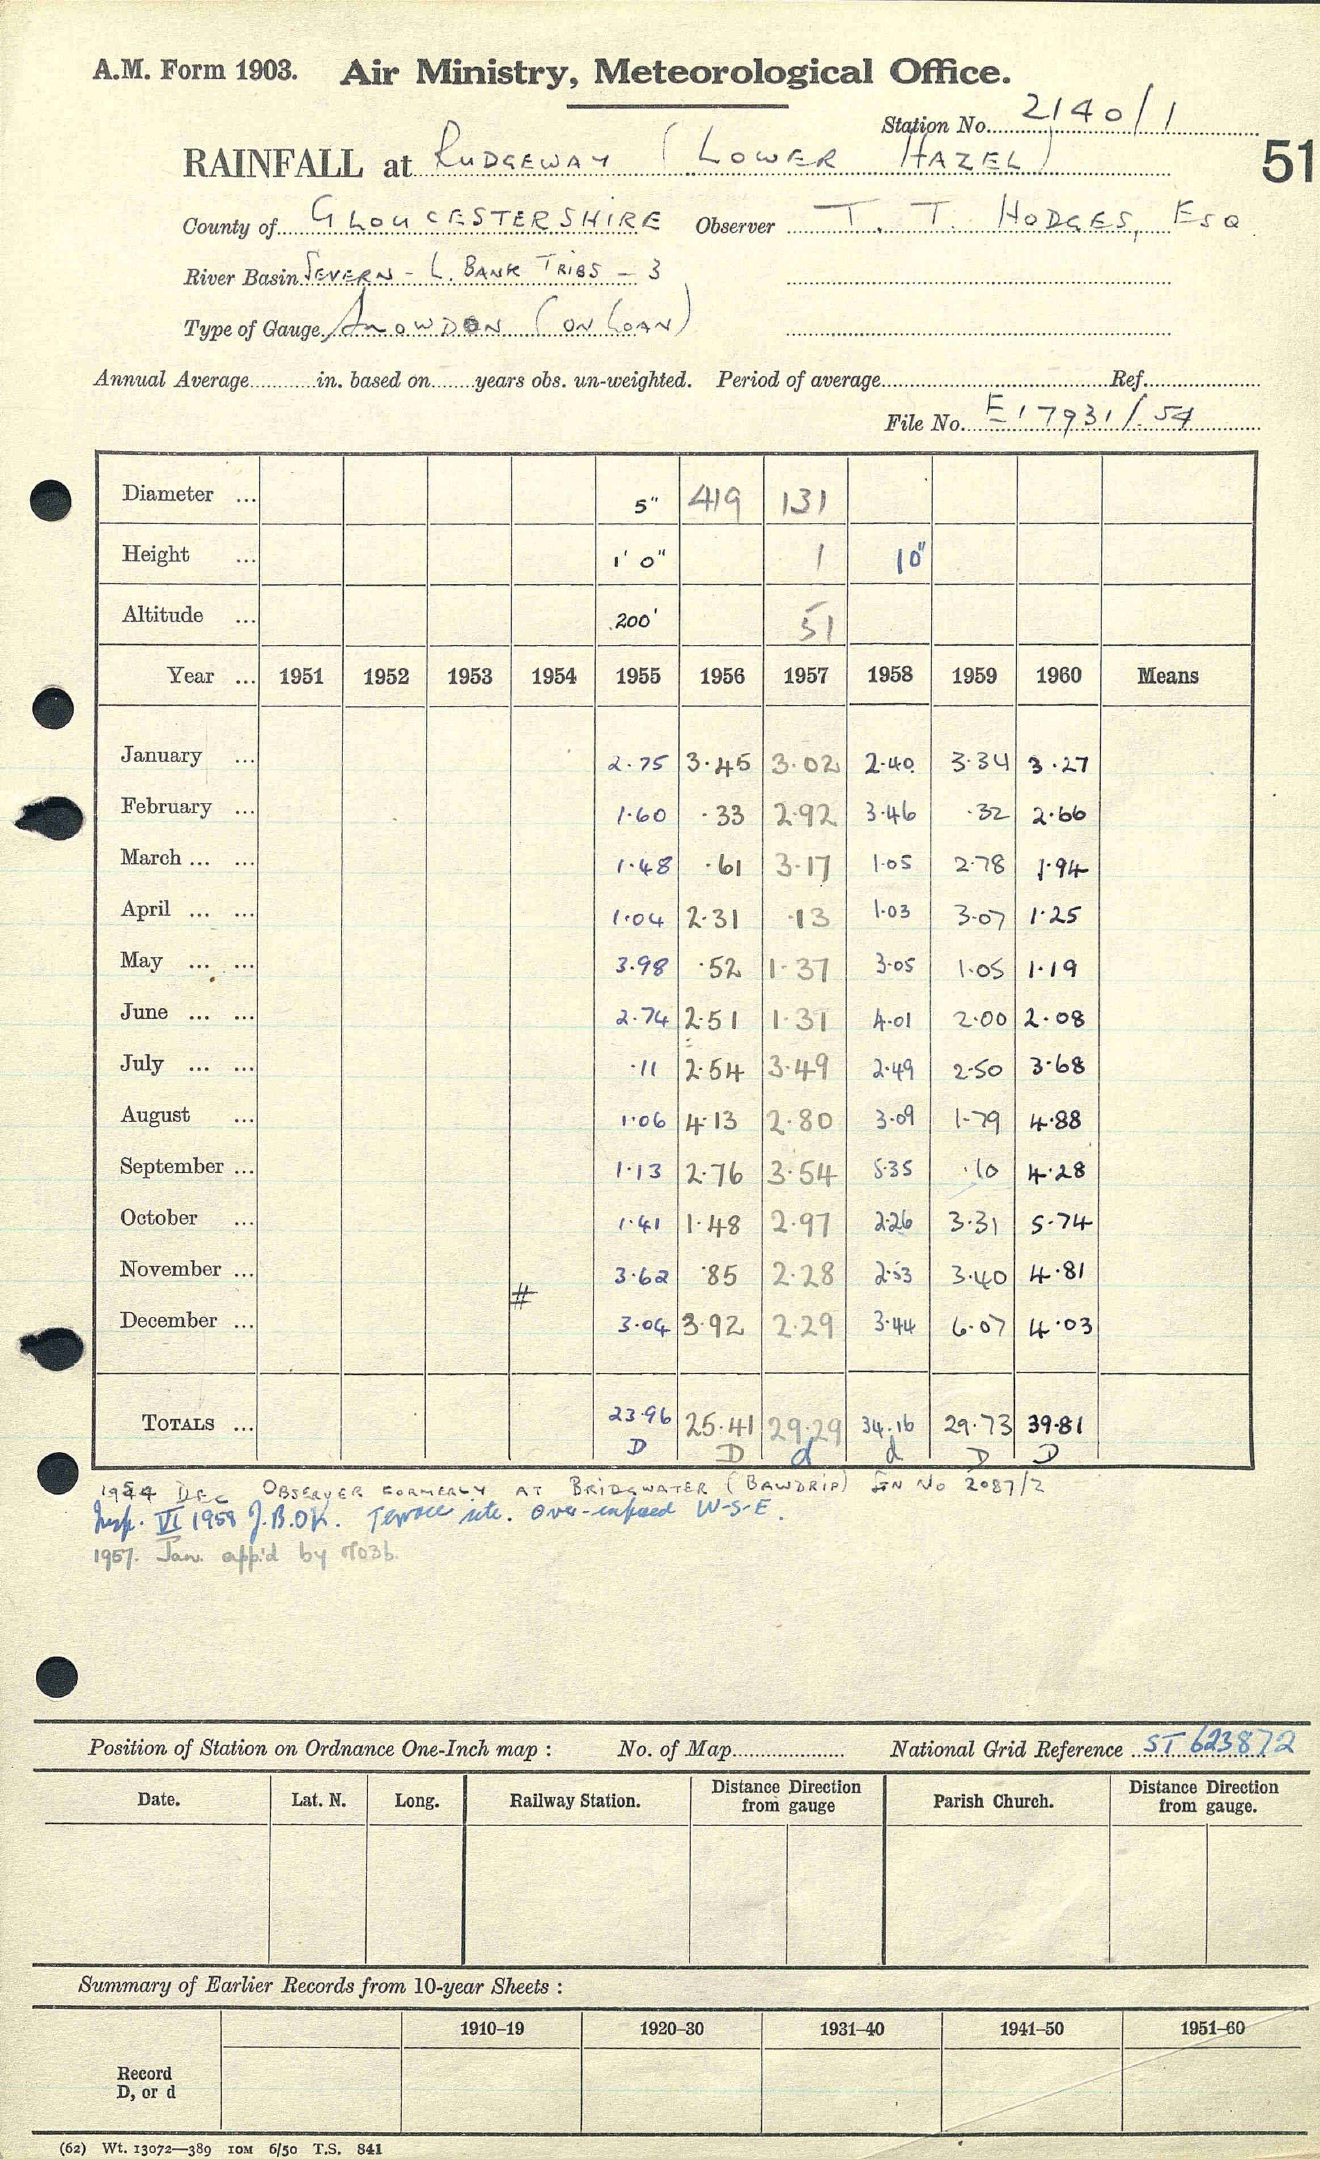 A.M. Form 1903. Air Ministry, Meteorological Office.
Station No. 2140/1
RAINFALL at RUDGEWAY (LOWER HAZEL) 51
County of GLOUCESTERSHIRE Observer T. T. HODGES, ESQ
River Basin SEVERN - L. BANK TRIBS - 3
Type of Gauge SNOWDON (ON LOAN)
Annual Average in. based on years obs. un-weighted. Period of average Ref.
File No. E17931/54
Diameter ... 5" 419 131
Height ... 1' 0" 1 10"
Altitude ... 200' 51
Year ... 1951 1952 1953 1954 1955 1956 1957 1958 1959 1960 Means
January ... 2.75 3.45 3.02 2.40 3.34 3.27
February ... 1.60 .33 2.92 3.46 .32 2.66
March ... ... 1.48 .61 3.17 1.05 2.78 1.94
April ... ... 1.04 2.31 .13 1.03 3.07 1.25
May ... ... 3.98 .52 1.37 3.05 1.05 1.19
June ... ... 2.74 2.51 1.31 4.01 2.00 2.08
July ... ... .11 2.54 3.49 2.49 2.50 3.68
August ... 1.06 4.13 2.80 3.09 1.79 4.88
September ... 1.13 2.76 3.54 5.35 .10 4.28
October ... 1.41 1.48 2.97 2.26 3.31 5.74
November ... 3.62 .85 2.28 2.53 3.40 4.81
#
December ... 3.04 3.92 2.29 3.44 6.07 4.03
TOTALS ... 23.96 25.41 29.29 34.16 29.73 39.81
D D d d D D
1954 DEC OBSERVER FORMERLY AT BRIDGWATER (BAWDRIP) SN No 2087/2
Insp. VI 1958 J.B.OK. Terrace site. Over-exposed W-S-E.
1957. Jan. app'd by M03b.
Position of Station on Ordnance One-Inch map : No. of Map National Grid Reference ST 623872
Date. Lat. N. Long. Railway Station. Distance Direction from gauge Parish Church. Distance Direction from gauge.
Summary of Earlier Records from 10-year Sheets :
1910–19 1920–30 1931–40 1941–50 1951–60
Record
D, or d
(62) Wt. 13072—389 10M 6/50 T.S. 841